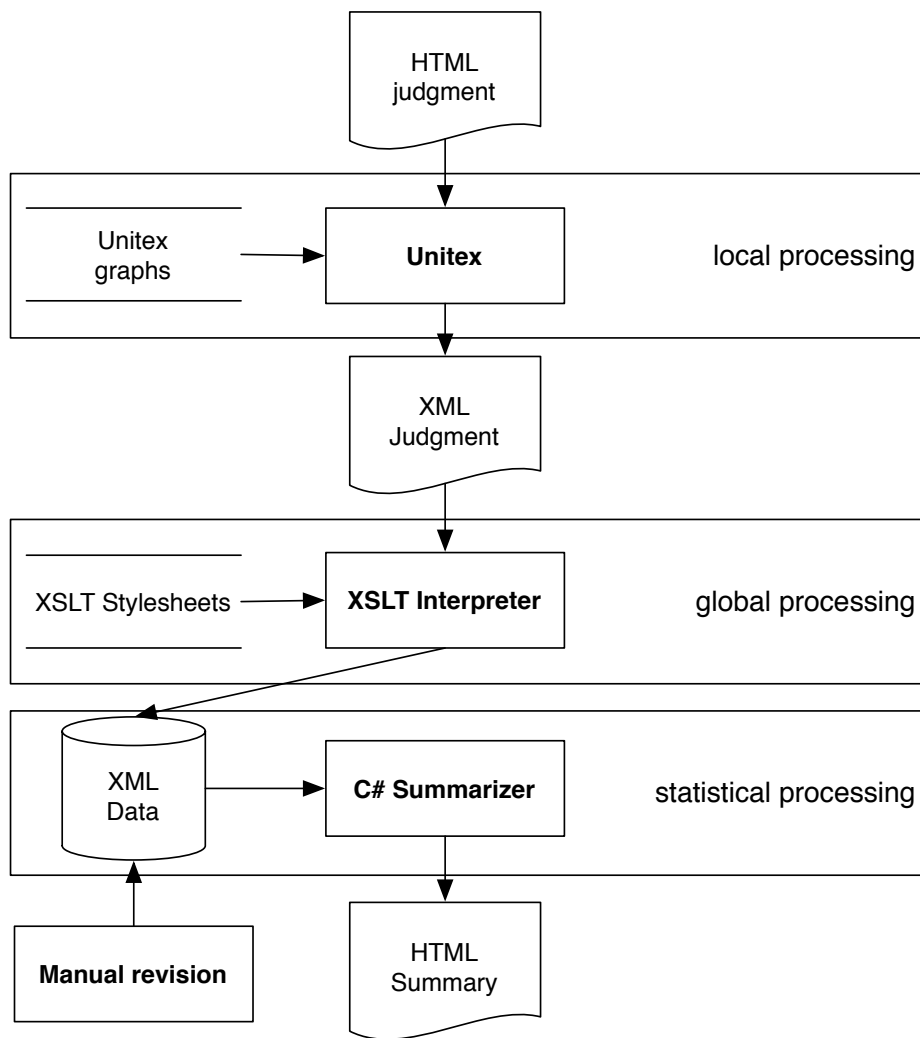 HTML
judgment
Unitex
graphs
Unitex
local processing
XML
Judgment
XSLT Stylesheets
XSLT Interpreter
global processing
XML
Data
C# Summarizer
statistical processing
Manual revision
HTML
Summary